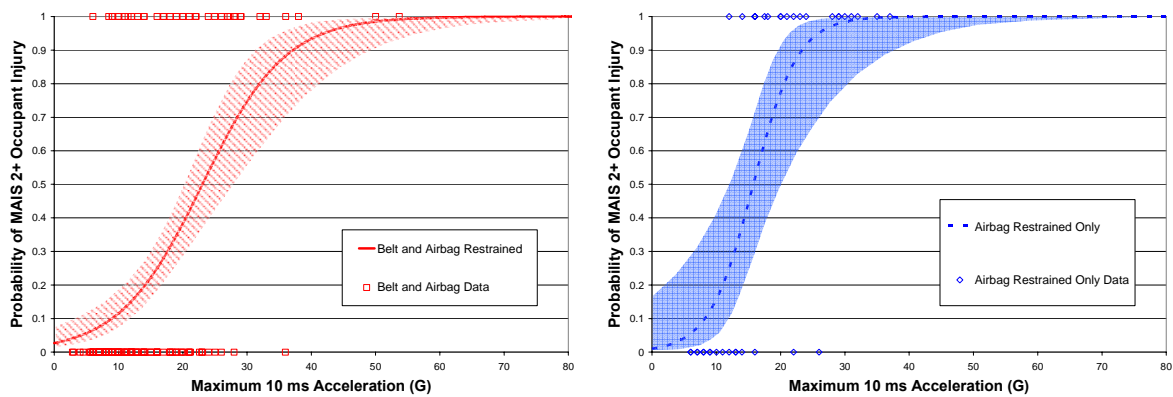 Probability of MAIS 2+ Occupant Injury
1
0.9
0.8
0.7
0.6
0.5
0.4
0.3
0.2
0.1
0
Belt and Airbag Restrained
Belt and Airbag Data
0 10 20 30 40 50 60 70 80
Maximum 10 ms Acceleration (G)
Probability of MAIS 2+ Occupant Injury
1
0.9
0.8
0.7
0.6
0.5
0.4
0.3
0.2
0.1
0
Airbag Restrained Only
Airbag Restrained Only Data
0 10 20 30 40 50 60 70 80
Maximum 10 ms Acceleration (G)